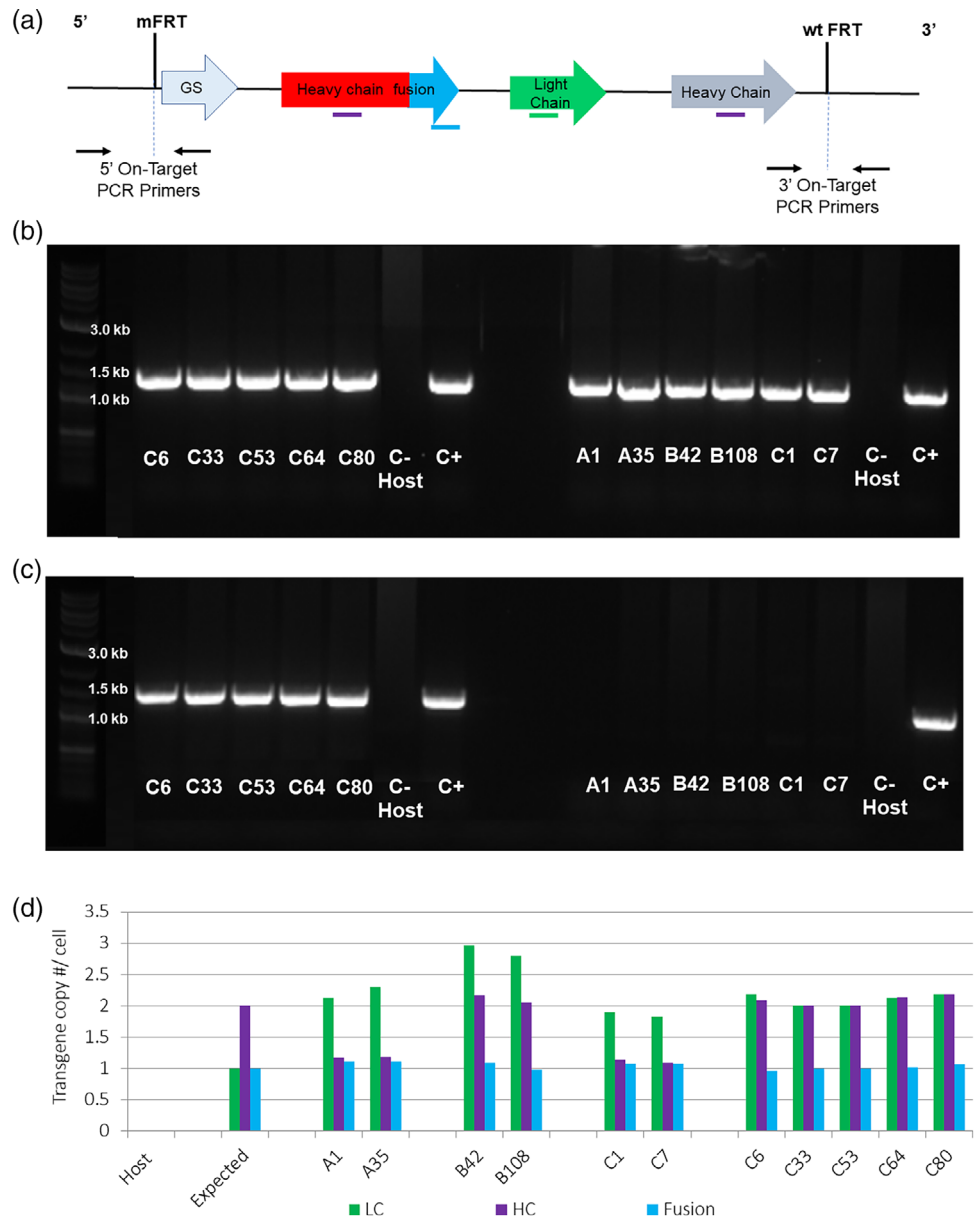 (a)
5' mFRT wt FRT 3'
GS Heavy chain fusion Light Chain Heavy Chain
5' On-Target
PCR Primers
3' On-Target
PCR Primers
(b)
3.0 kb
1.5 kb
1.0 kb
C6 C33 C53 C64 C80 C- Host C+ A1 A35 B42 B108 C1 C7 C- Host C+
(c)
3.0 kb
1.5 kb
1.0 kb
C6 C33 C53 C64 C80 C- Host C+ A1 A35 B42 B108 C1 C7 C- Host C+
(d)
Transgene copy #/ cell
3.5
3
2.5
2
1.5
1
0.5
0
Host Expected A1 A35 B42 B108 C1 C7 C6 C33 C53 C64 C80
LC HC Fusion